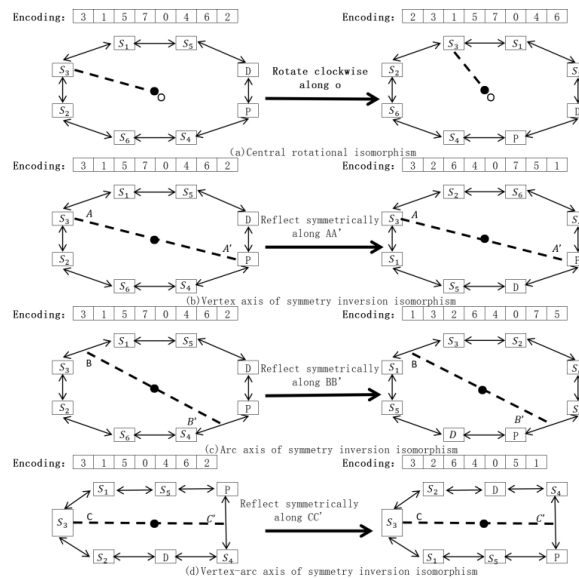 Encoding: 3 1 5 7 0 4 6 2 Encoding: 2 3 1 5 7 0 4 6
S₁ S₅ S₃ S₁
S₃ D Rotate clockwise along o S₂
O O
S₂ P S₆ D
S₆ S₄ S₄ P
(a)Central rotational isomorphism
Encoding: 3 1 5 7 0 4 6 2 Encoding: 3 2 6 4 0 7 5 1
S₁ S₅ S₂ S₆
S₃ A D Reflect symmetrically along AA' S₃ A
S₂ A' P S₁ A'
S₆ S₄ S₅ D
(b)Vertex axis of symmetry inversion isomorphism
Encoding: 3 1 5 7 0 4 6 2 Encoding: 1 3 2 6 4 0 7 5
S₁ S₅ S₃ S₂
S₃ B D Reflect symmetrically along BB' S₁ B
S₂ B' P S₅ B'
S₆ S₄ D P
(c)Arc axis of symmetry inversion isomorphism
Encoding: 3 1 5 0 4 6 2 Encoding: 3 2 6 4 0 5 1
S₁ S₅ P S₂ D S₄
S₃ C C' Reflect symmetrically along CC' S₃ C C'
S₂ D S₄ S₁ S₅ P
(d)Vertex-arc axis of symmetry inversion isomorphism